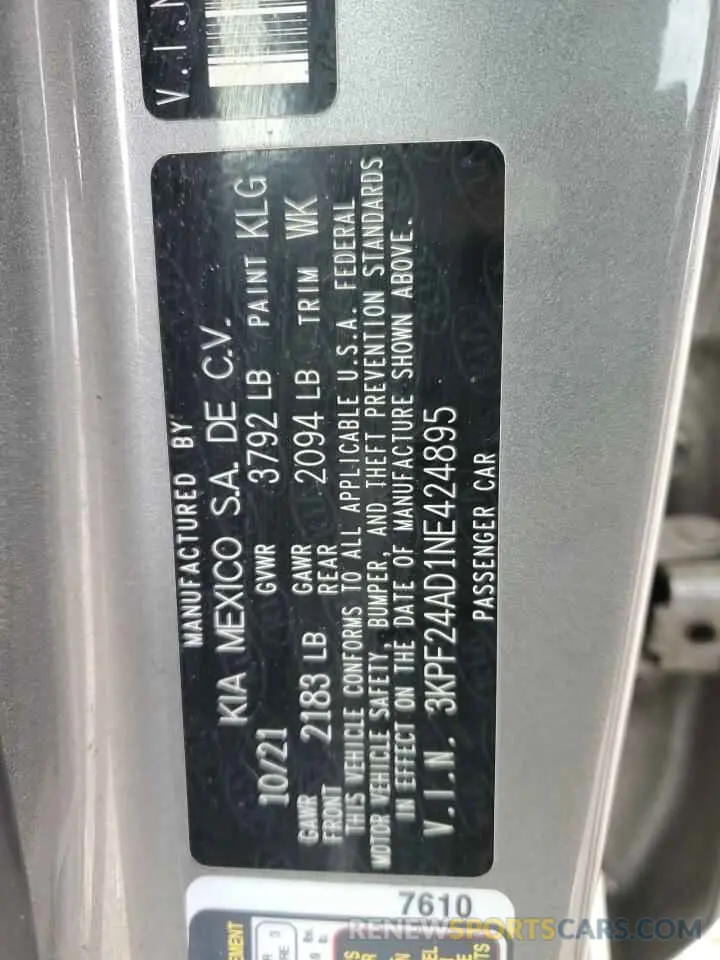 V.I.N
MANUFACTURED BY
KIA MEXICO S.A. DE C.V.
10/21 GVWR 3792 LB PAINT KLG
GAWR FRONT 2183 LB GAWR REAR 2094 LB TRIM WK
THIS VEHICLE CONFORMS TO ALL APPLICABLE U.S.A. FEDERAL
MOTOR VEHICLE SAFETY, BUMPER, AND THEFT PREVENTION STANDARDS
IN EFFECT ON THE DATE OF MANUFACTURE SHOWN ABOVE.
V.I.N. 3KPF24AD1NE424895
PASSENGER CAR
7610
RENEWSPORTSCARS.COM